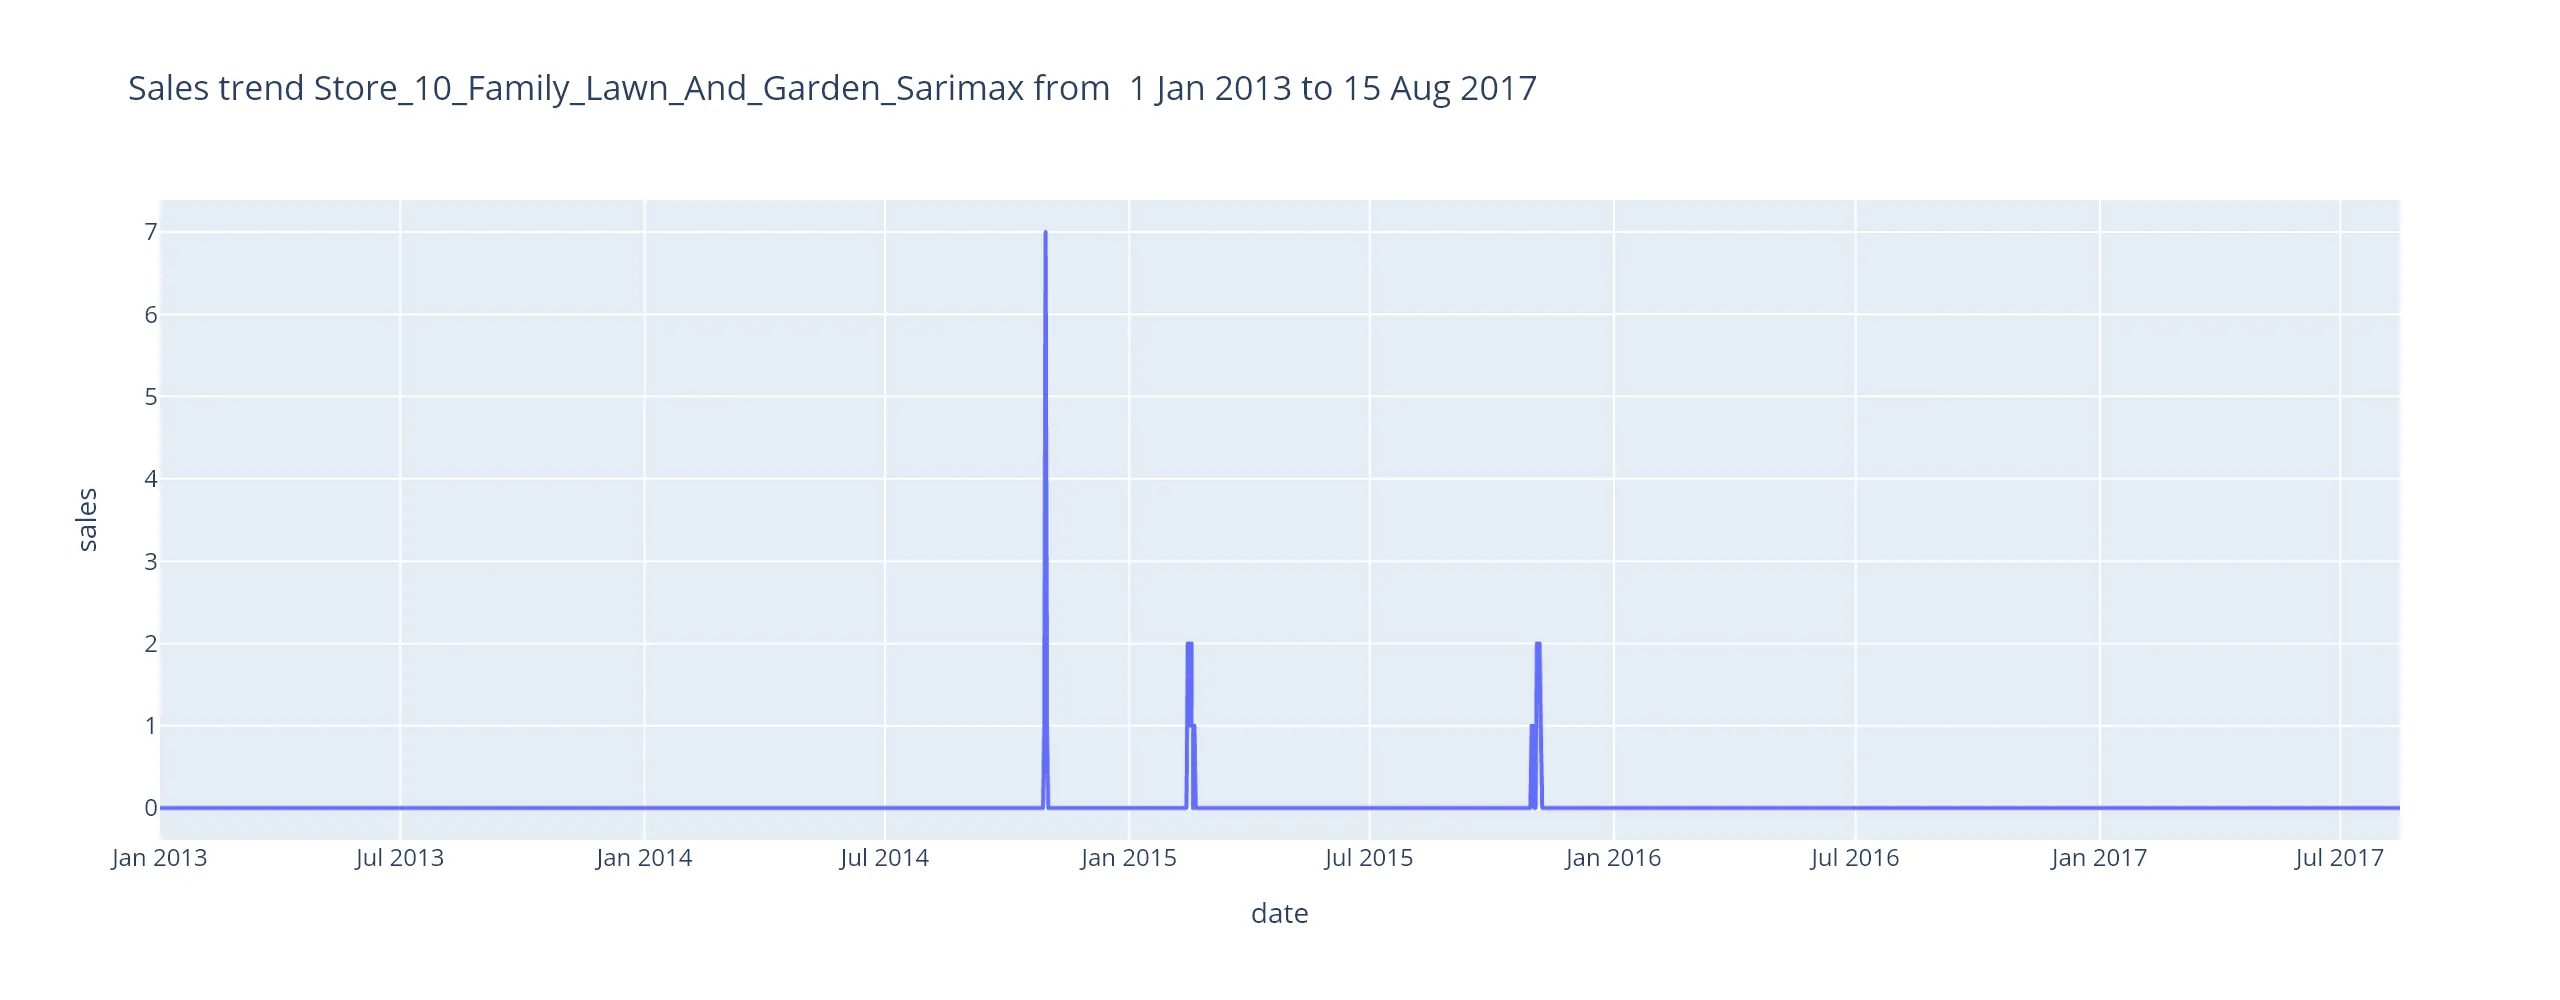 Sales trend Store_10_Family_Lawn_And_Garden_Sarimax from  1 Jan 2013 to 15 Aug 2017
7
6
5
4
3
2
1
0
sales
Jan 2013 Jul 2013 Jan 2014 Jul 2014 Jan 2015 Jul 2015 Jan 2016 Jul 2016 Jan 2017 Jul 2017
date